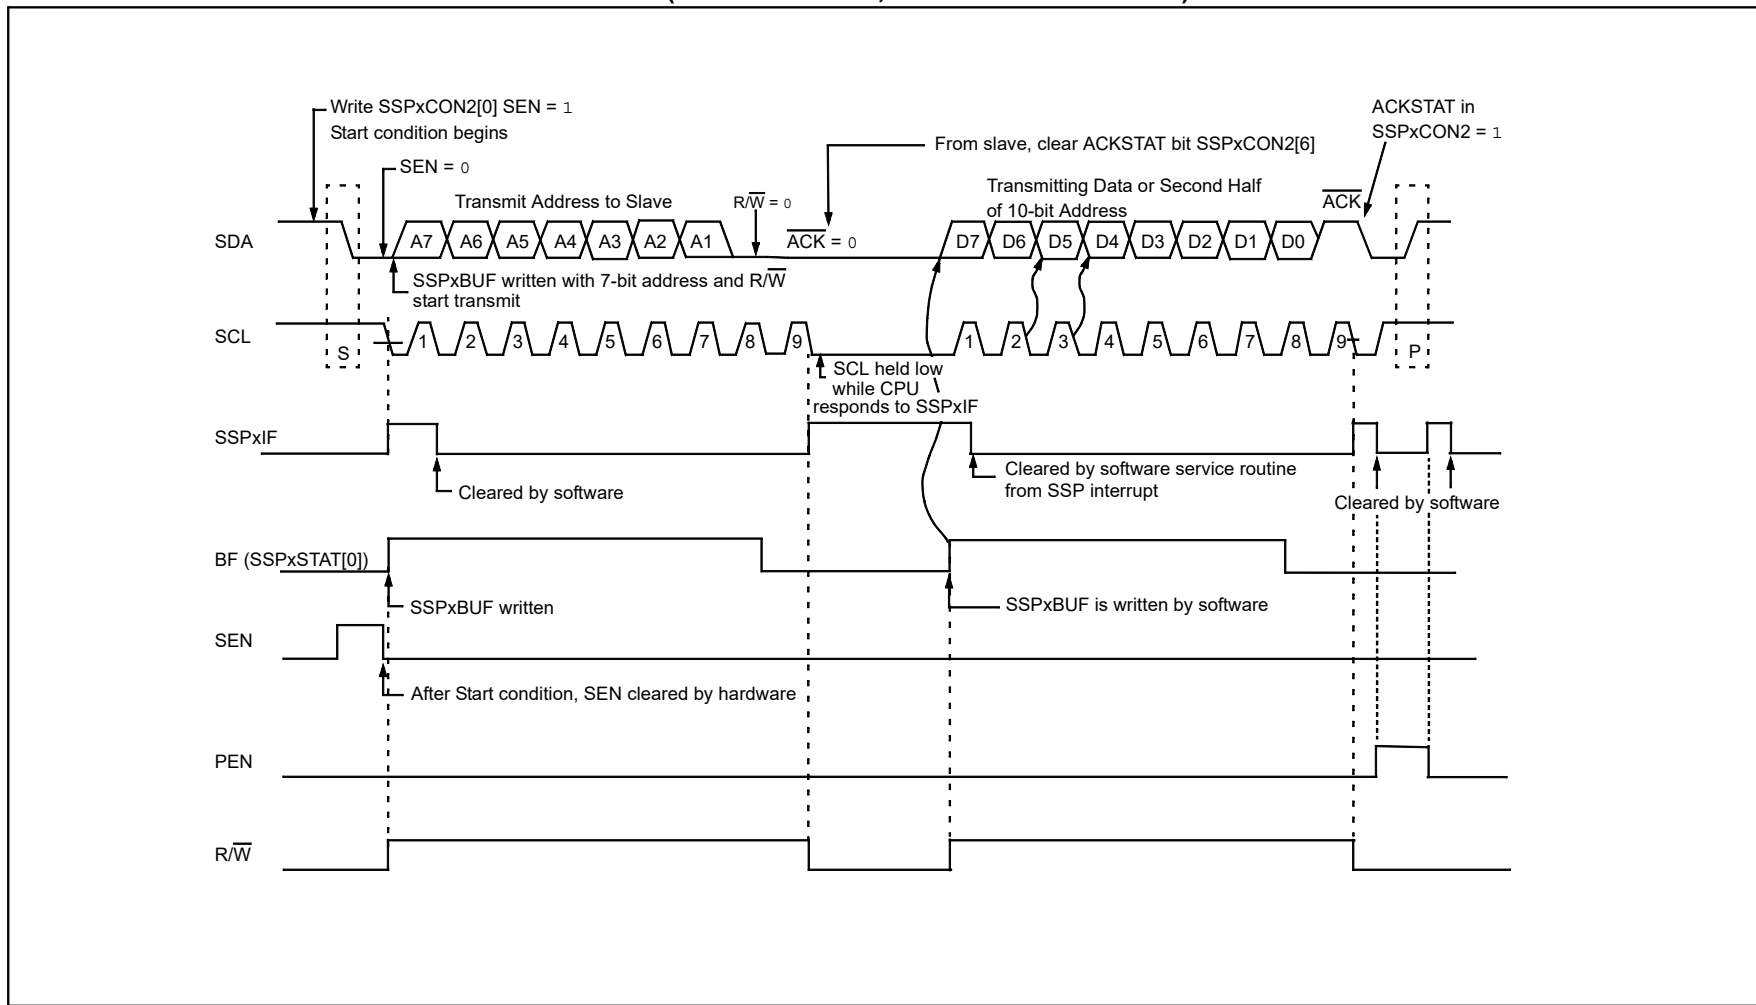 Write SSPxCON2[0] SEN = 1
Start condition begins
ACKSTAT in
SSPxCON2 = 1
From slave, clear ACKSTAT bit SSPxCON2[6]
SEN = 0
Transmit Address to Slave
R/W̅ = 0
Transmitting Data or Second Half
of 10-bit Address
A̅C̅K̅
SDA
A7 A6 A5 A4 A3 A2 A1
A̅C̅K̅ = 0
D7 D6 D5 D4 D3 D2 D1 D0
SSPxBUF written with 7-bit address and R/W̅
start transmit
SCL
S
1 2 3 4 5 6 7 8 9
1 2 3 4 5 6 7 8 9
P
SCL held low
while CPU
responds to SSPxIF
SSPxIF
Cleared by software
Cleared by software service routine
from SSP interrupt
Cleared by software
BF (SSPxSTAT[0])
SSPxBUF written
SSPxBUF is written by software
SEN
After Start condition, SEN cleared by hardware
PEN
R/W̅